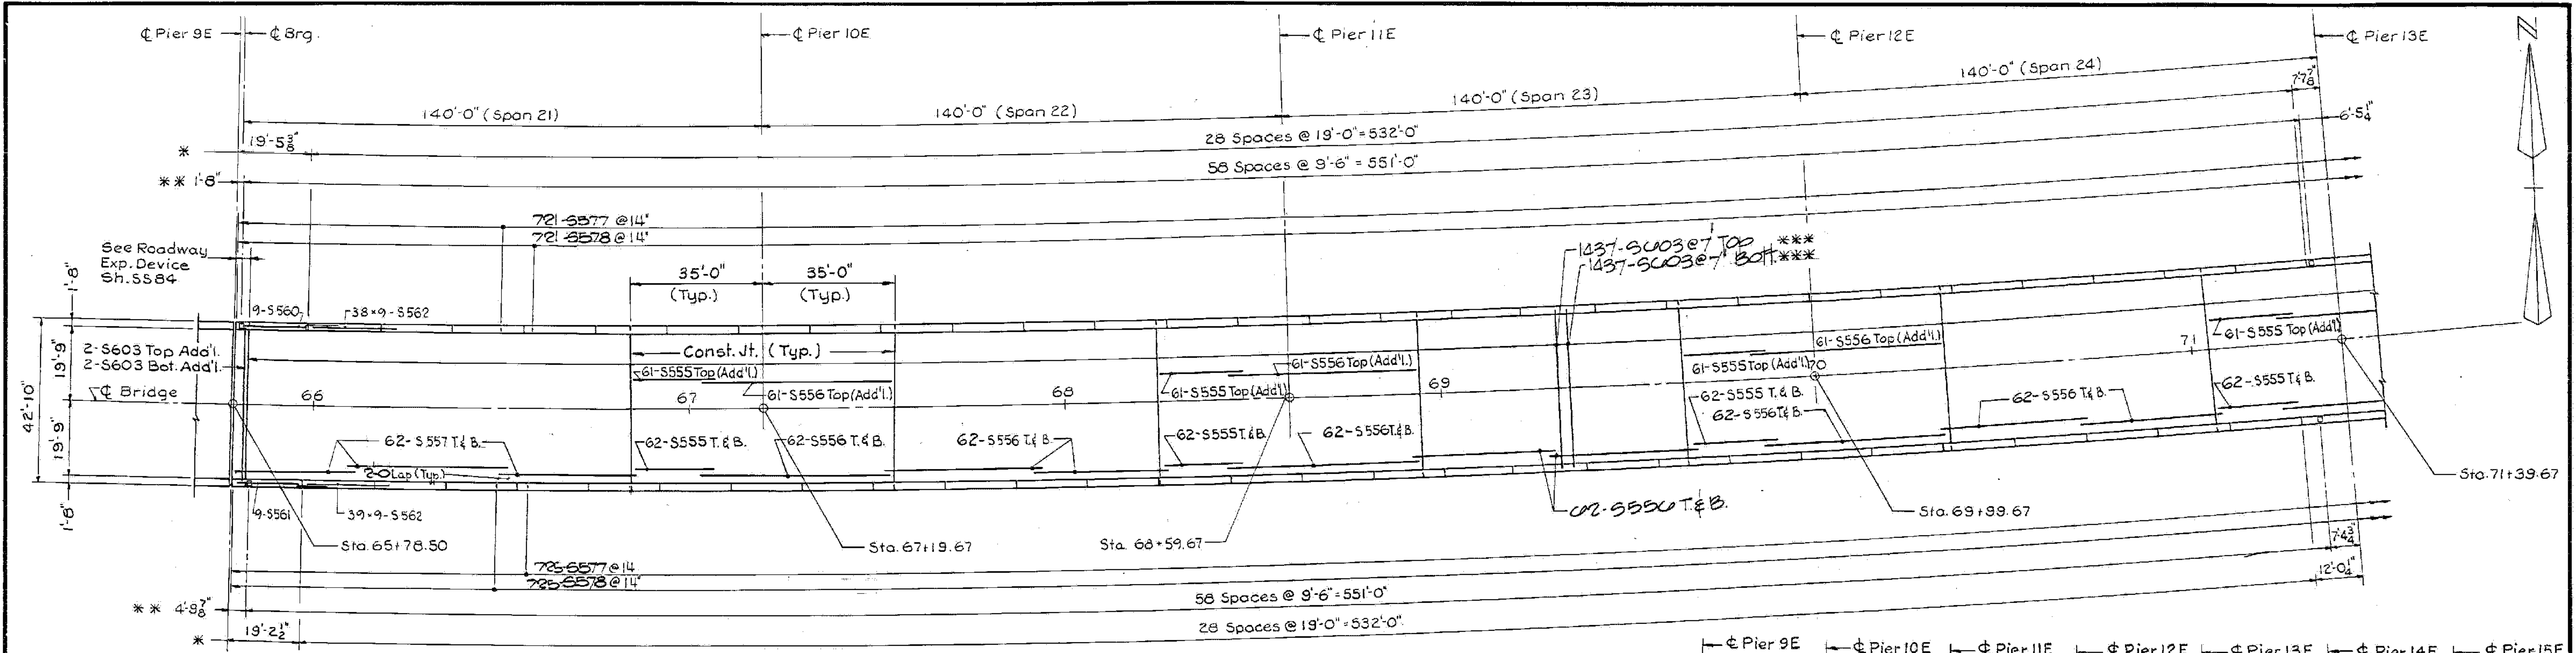 ℄ Pier 9E
℄ Brg.
℄ Pier 10E
℄ Pier 11E
℄ Pier 12E
℄ Pier 13E
N
140'-0" (Span 21)
140'-0" (Span 22)
140'-0" (Span 23)
140'-0" (Span 24)
7'-7⅞"
* 19'-5⅜"
28 Spaces @ 19'-0" = 532'-0"
6'-5¼"
** 1'-8"
58 Spaces @ 9'-6" = 551'-0"
721-S577 @ 14"
721-S578 @ 14"
See Roadway
Exp. Device
Sh. SS84
35'-0"
(Typ.)
35'-0"
(Typ.)
1437-S603@7" TOP ***
1437-S603@7" BOTT.***
1'-8"
9-S560
38×9-S562
2-S603 Top Add'l.
2-S603 Bot. Add'l.
19'-9"
42'-10"
19'-9"
1'-8"
℄ Bridge
Const. Jt. (Typ.)
61-S555 Top (Add'l.)
61-S556 Top (Add'l.)
61-S556 Top (Add'l.)
61-S555 Top (Add'l.)
61-S556 Top (Add'l.)
61-S555 Top (Add'l.)
61-S555 Top (Add'l.)
66
67
68
69
70
71
62-S557 T. & B.
2'-0 Lap (Typ.)
62-S555 T. & B.
62-S556 T. & B.
62-S556 T. & B.
62-S555 T. & B.
62-S556 T. & B.
62-S555 T. & B.
62-S556 T. & B.
62-S556 T. & B.
62-S555 T. & B.
62-S556 T. & B.
9-S561
39×9-S562
Sta. 65+78.50
Sta. 67+19.67
Sta. 68+59.67
Sta. 69+99.67
Sta. 71+39.67
725-S577 @ 14
725-S578 @ 14"
7'-4¾"
12'-0¼"
** 4'-9⅞"
58 Spaces @ 9'-6" = 551'-0"
* 19'-2½"
28 Spaces @ 19'-0" = 532'-0"
℄ Pier 9E
℄ Pier 10E
℄ Pier 11E
℄ Pier 12E
℄ Pier 13E
℄ Pier 14E
℄ Pier 15E